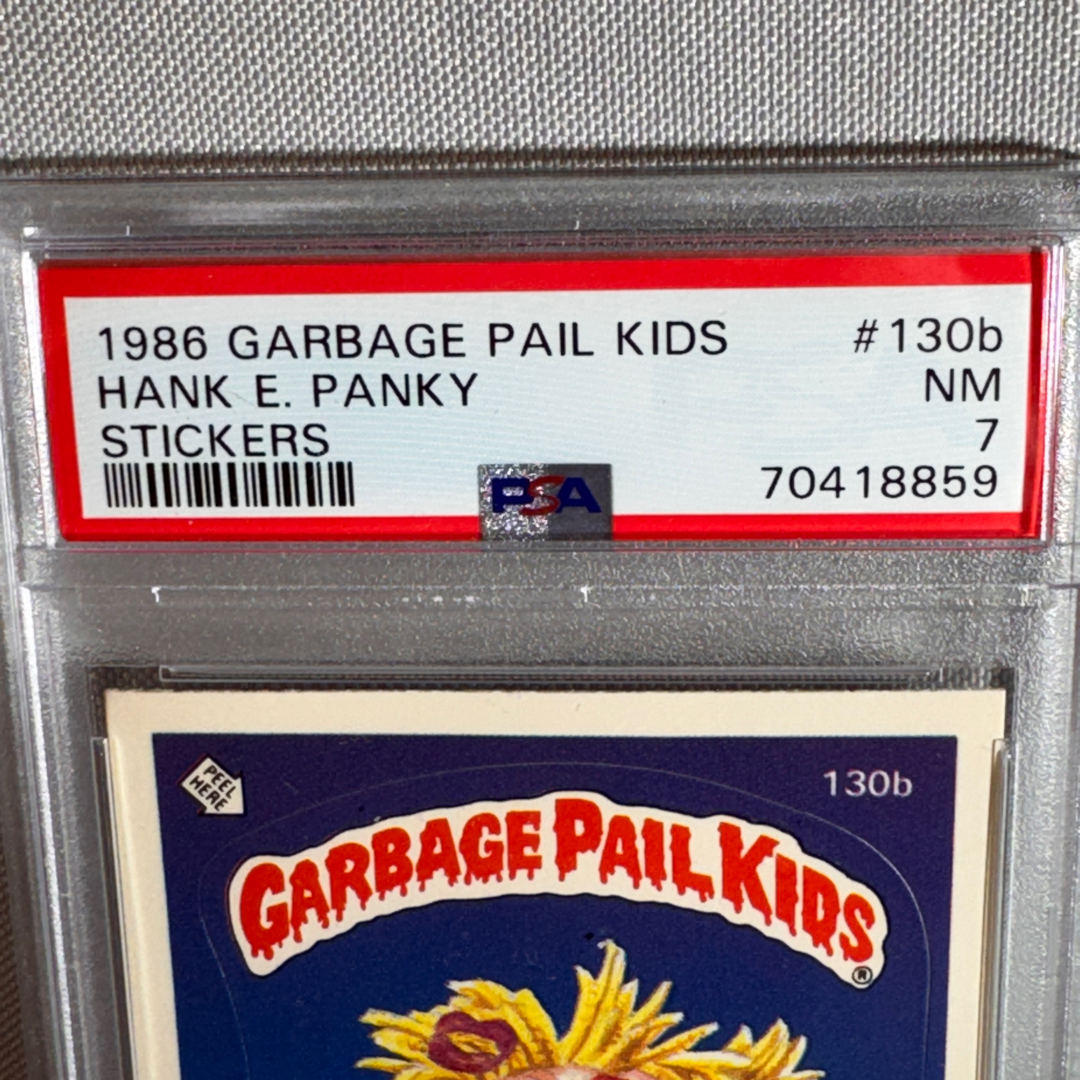 1986 GARBAGE PAIL KIDS #130b
HANK E. PANKY NM
STICKERS 7
PSA 70418859
PEEL HERE
130b
GARBAGE PAIL KIDS®